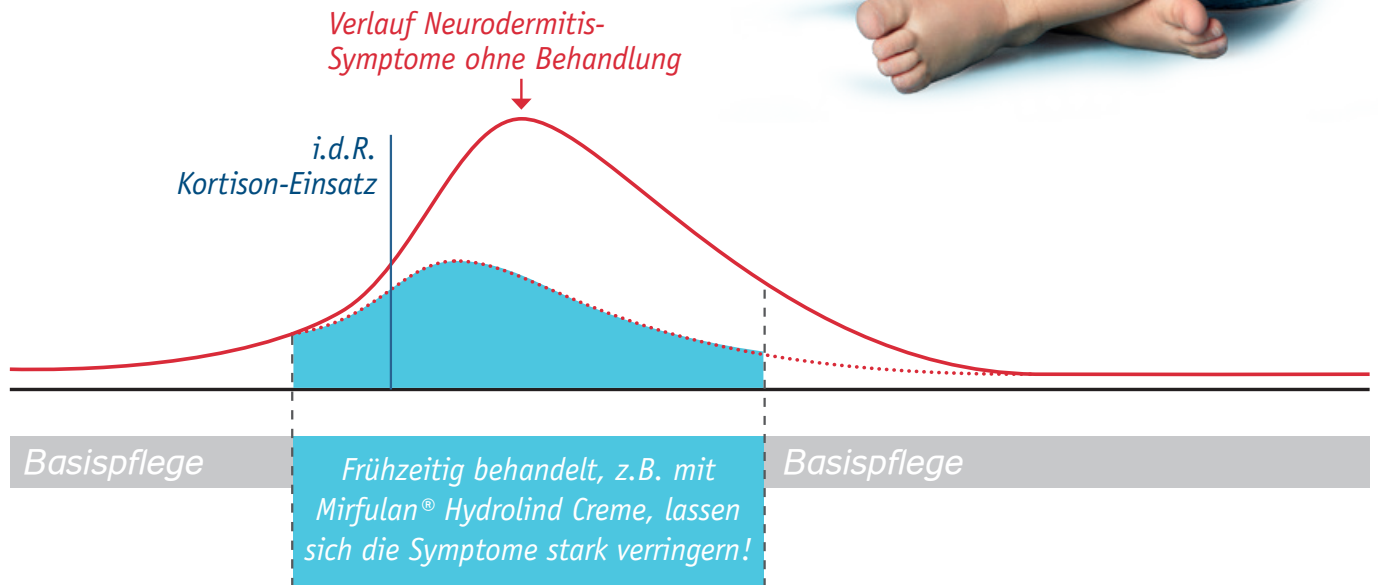 Verlauf Neurodermitis-
Symptome ohne Behandlung
i.d.R.
Kortison-Einsatz
Basispflege
Frühzeitig behandelt, z.B. mit
Mirfulan® Hydrolind Creme, lassen
sich die Symptome stark verringern!
Basispflege